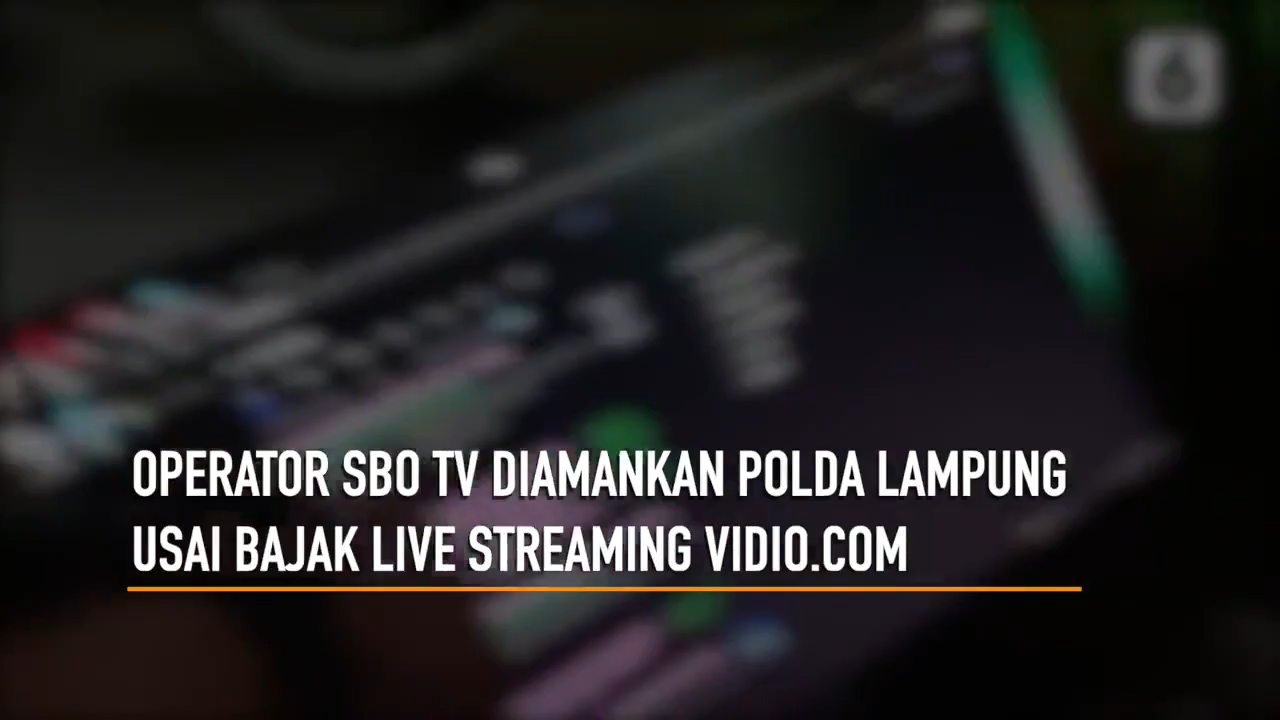 OPERATOR SBO TV DIAMANKAN POLDA LAMPUNG
USAI BAJAK LIVE STREAMING VIDIO.COM